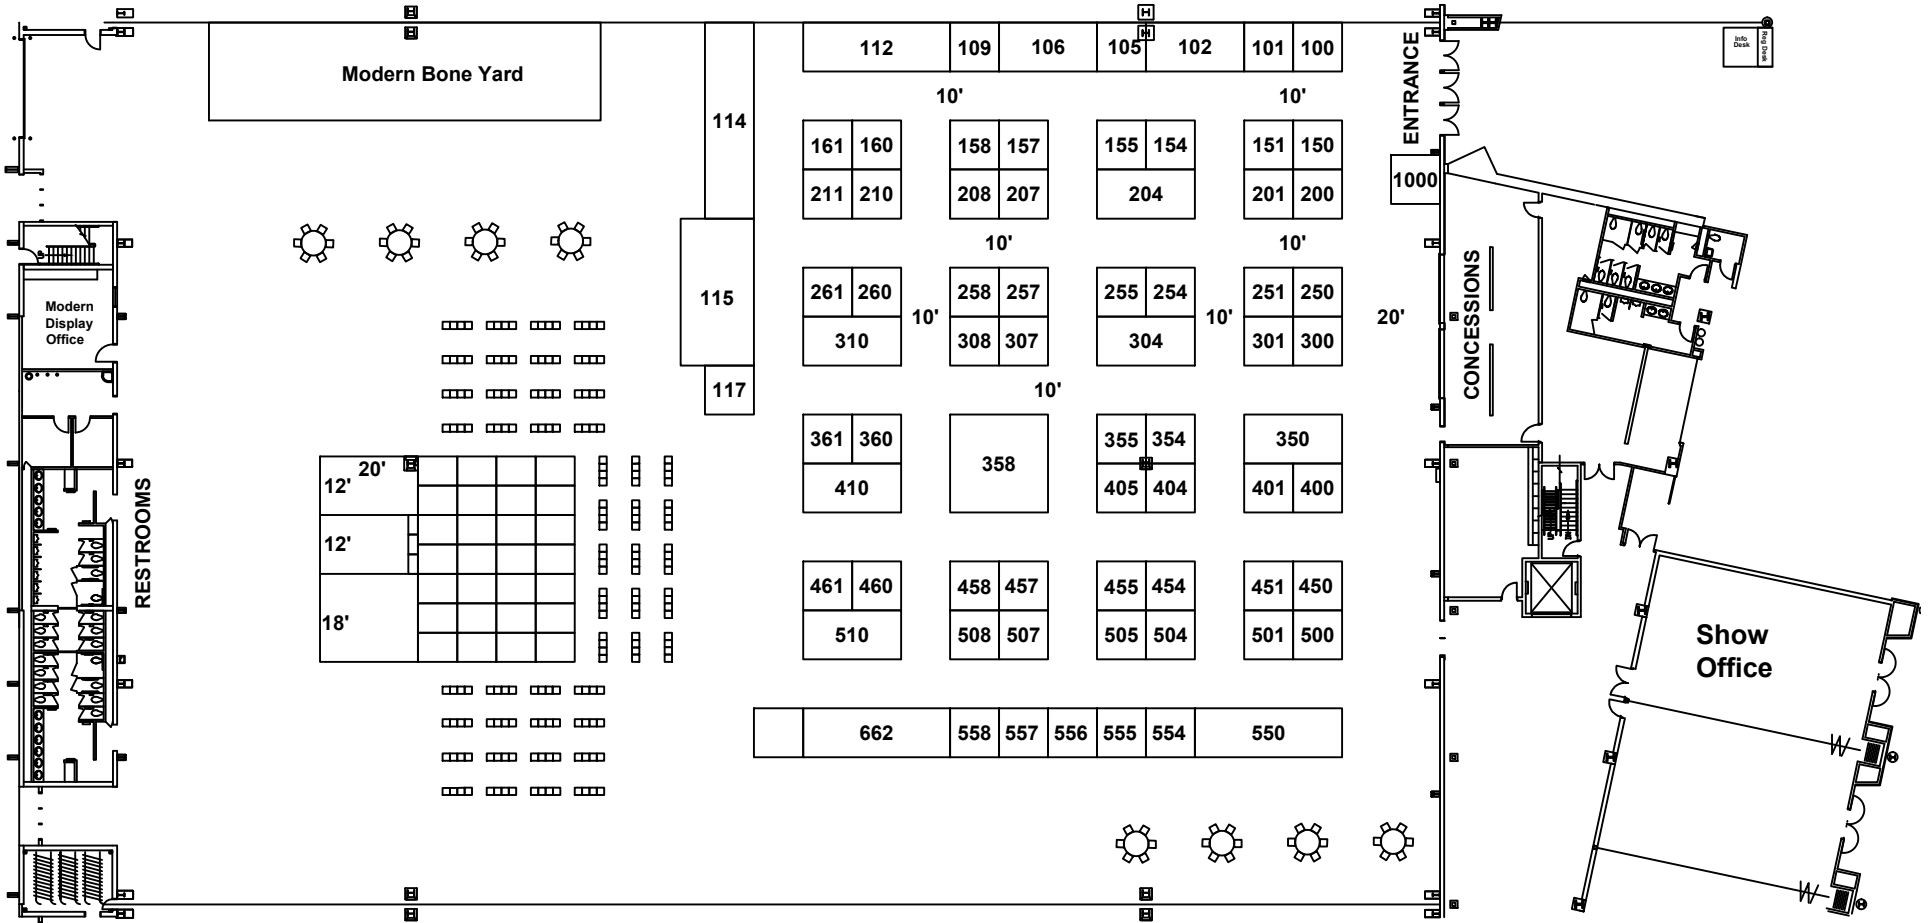 112 109 106 105 102 101 100
Info
Desk
Reg Desk
Modern Bone Yard
ENTRANCE
10' 10'
114
161 160 158 157 155 154 151 150
1000
211 210 208 207 204 201 200
10' 10'
CONCESSIONS
Modern
Display
Office
115
261 260 258 257 255 254 251 250
10' 10' 20'
310 308 307 304 301 300
117
10'
361 360 358 355 354 350
410 405 404 401 400
RESTROOMS
20'
12'
12'
18'
461 460 458 457 455 454 451 450
510 508 507 505 504 501 500
Show
Office
662 558 557 556 555 554 550